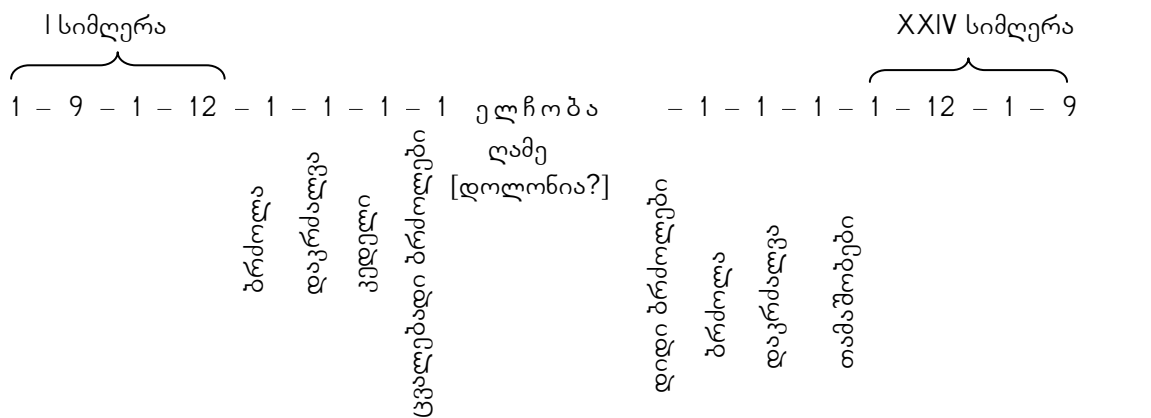 I სიმღერა
XXIV სიმღერა
1 – 9 – 1 – 12 – 1 – 1 – 1 – 1 ელჩობა – 1 – 1 – 1 – 1 – 12 – 1 – 9
ღამე
[დოლონია?]
ბრძოლა
დაკრძალვა
კედელი
ცვალებადი ბრძოლები
დიდი ბრძოლები
ბრძოლა
დაკრძალვა
თამაშობები